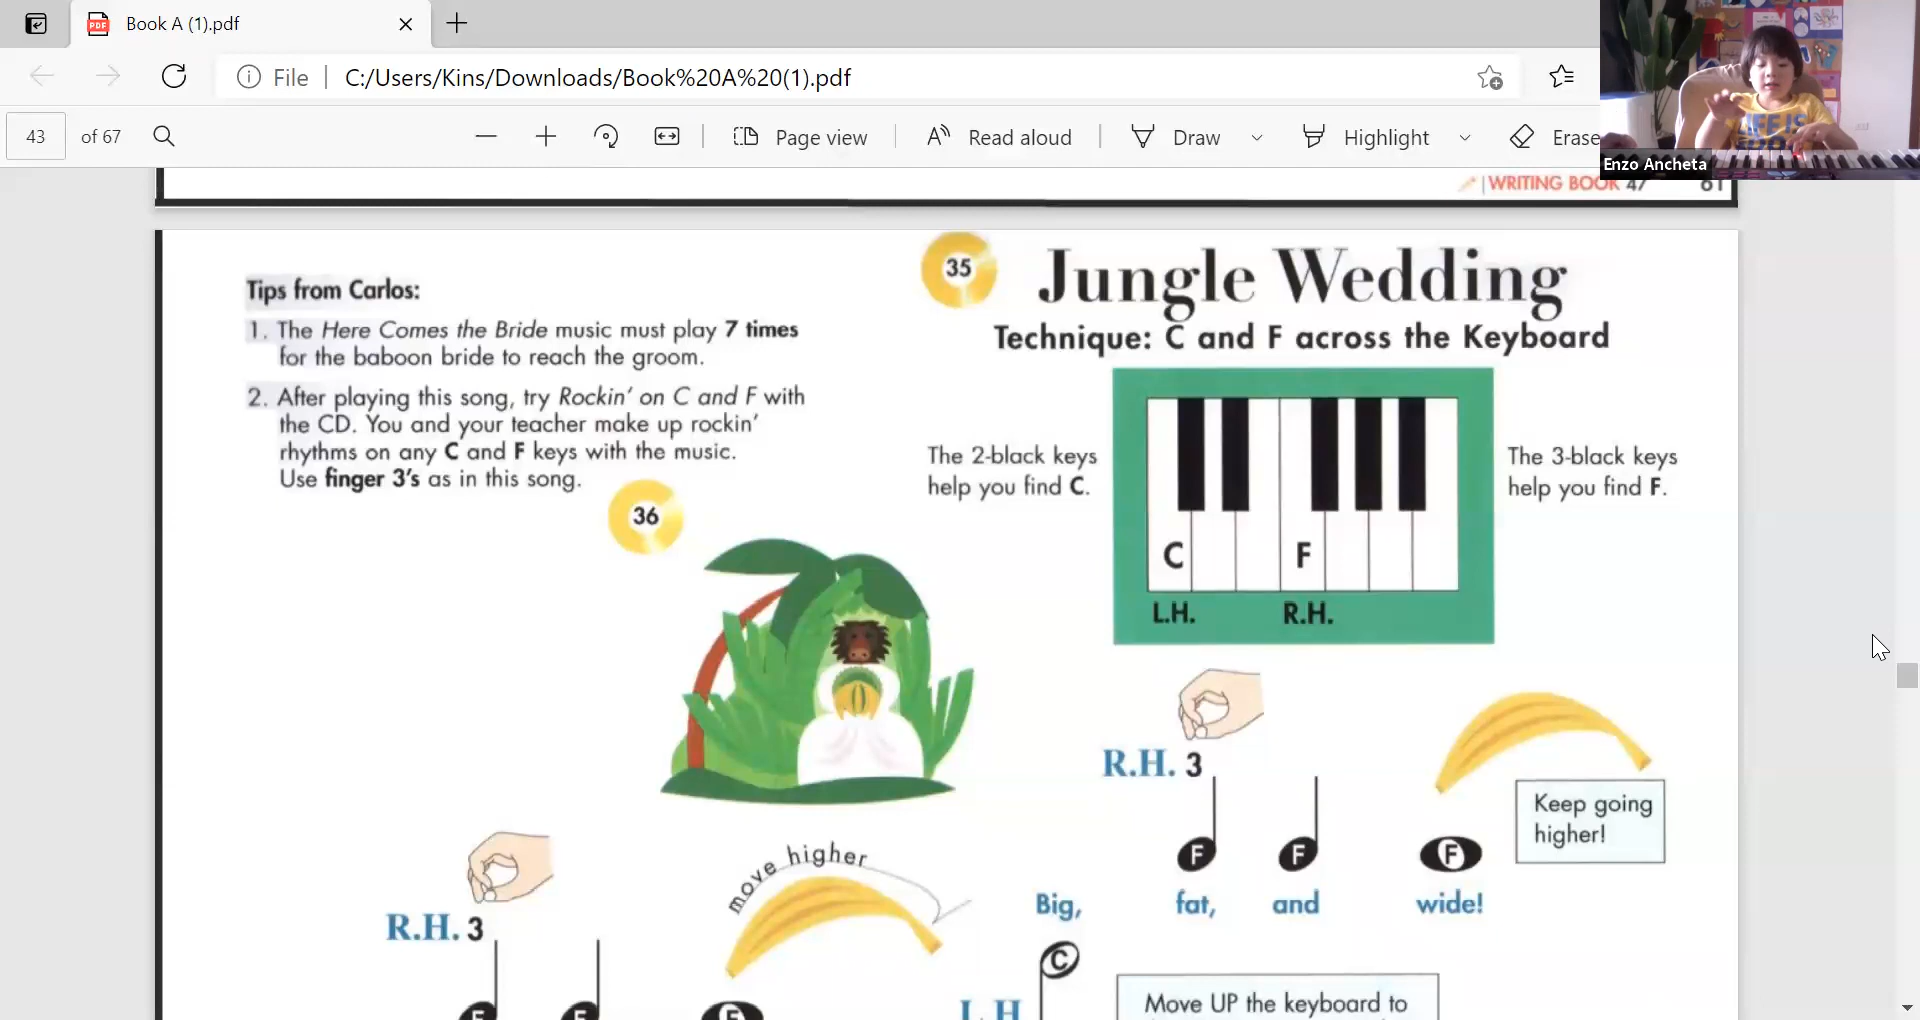 Book A (1).pdf
File
C:/Users/Kins/Downloads/Book%20A%20(1).pdf
43 of 67
Page view
Read aloud
Draw
Highlight
Erase
Enzo Ancheta
LIFE IS
WRITING BOOK 47
61
Tips from Carlos:
1. The Here Comes the Bride music must play 7 times
for the baboon bride to reach the groom.
2. After playing this song, try Rockin' on C and F with
the CD. You and your teacher make up rockin'
rhythms on any C and F keys with the music.
Use finger 3's as in this song.
36
35
Jungle Wedding
Technique: C and F across the Keyboard
The 2-black keys
help you find C.
C
F
L.H.
R.H.
The 3-black keys
help you find F.
R.H. 3
F
F
F
Keep going
higher!
Big,
fat,
and
wide!
move higher
R.H. 3
F
F
F
C
L.H
Move UP the keyboard to